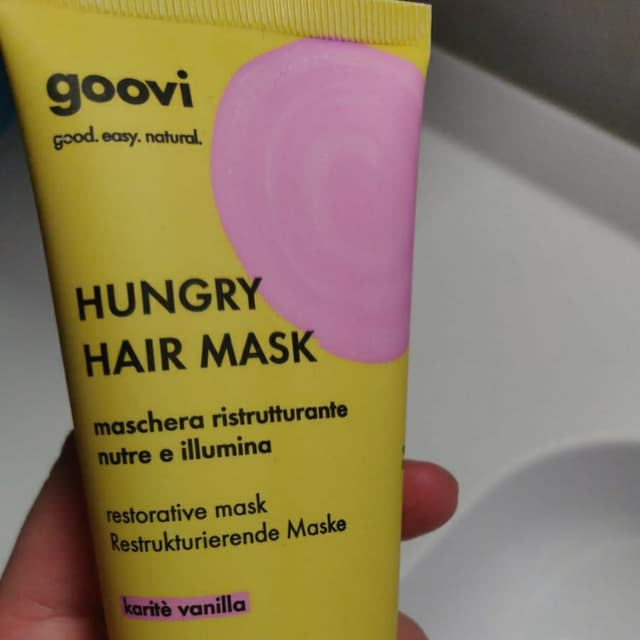 goovi
good. easy. natural.
HUNGRY
HAIR MASK
maschera ristrutturante
nutre e illumina
restorative mask
Restrukturierende Maske
karitè vanilla